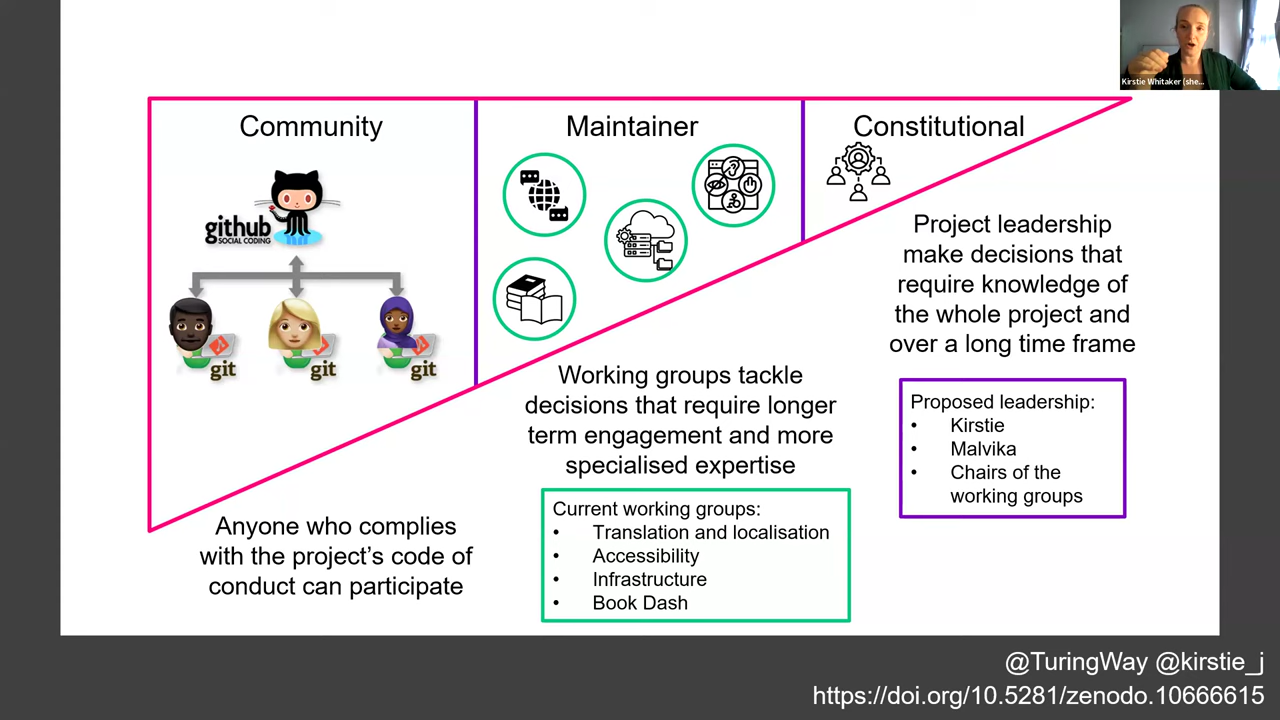 Kirstie Whitaker (she...
Community
Maintainer
Constitutional
github
SOCIAL CODING
git
git
git
Project leadership
make decisions that
require knowledge of
the whole project and
over a long time frame
Working groups tackle
decisions that require longer
term engagement and more
specialised expertise
Proposed leadership:
• Kirstie
• Malvika
• Chairs of the
working groups
Anyone who complies
with the project’s code of
conduct can participate
Current working groups:
• Translation and localisation
• Accessibility
• Infrastructure
• Book Dash
@TuringWay @kirstie_j
https://doi.org/10.5281/zenodo.10666615